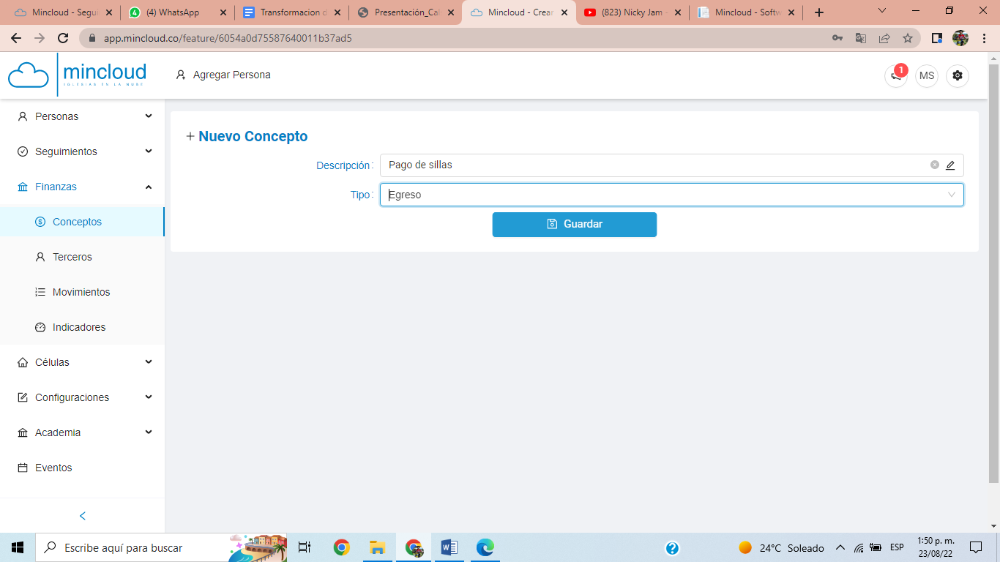 Mincloud - Segui
(4) WhatsApp
Transformacion d
Presentación_Cal
Mincloud - Crear
(823) Nicky Jam -
Mincloud - Softw
app.mincloud.co/feature/6054a0d75587640011b37ad5
mincloud
IGLESIAS EN LA NUBE
Agregar Persona
1
MS
Personas
Seguimientos
Finanzas
Conceptos
Terceros
Movimientos
Indicadores
Células
Configuraciones
Academia
Eventos
+ Nuevo Concepto
Descripción:
Pago de sillas
Tipo:
Egreso
Guardar
Escribe aquí para buscar
24°C Soleado
ESP
1:50 p. m.
23/08/22